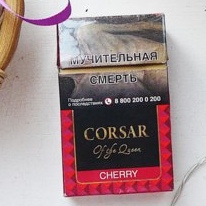 МУЧИТЕЛЬНАЯ
СМЕРТЬ
Подробнее
о последствиях 8 800 200 0 200
CORSAR
Of the Queen
CHERRY